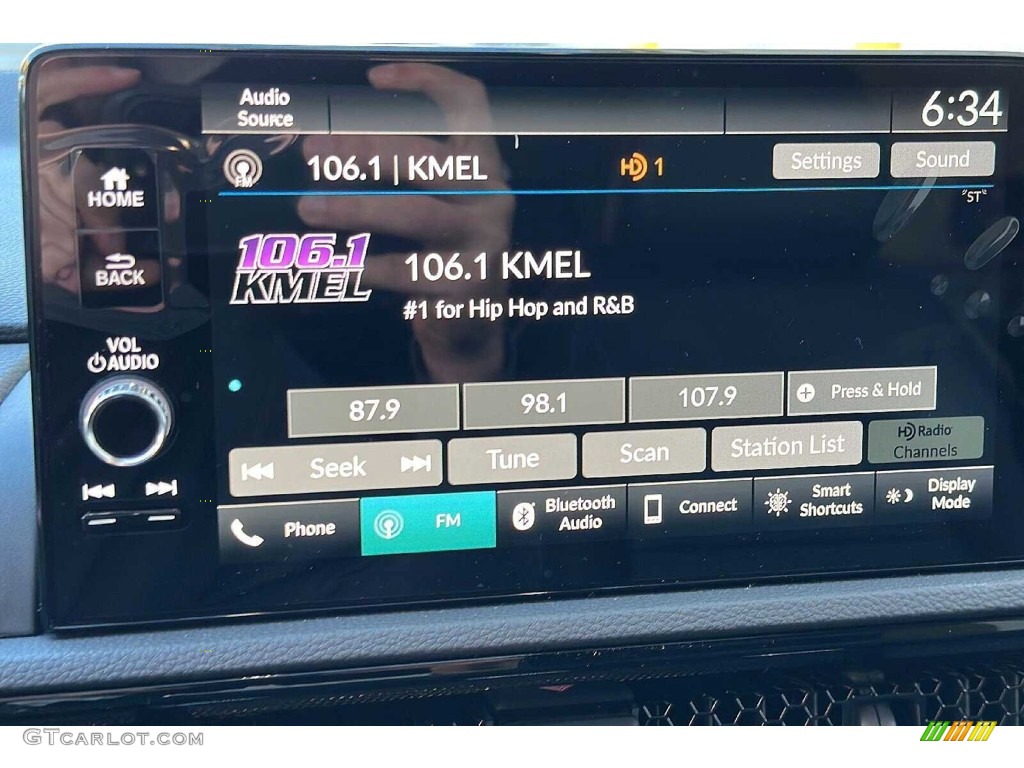 Audio
Source
6:34
FM
106.1 | KMEL
HD 1
Settings
Sound
"ST"
HOME
BACK
106.1
KMEL
106.1 KMEL
#1 for Hip Hop and R&B
VOL
AUDIO
87.9
98.1
107.9
Press & Hold
Seek
Tune
Scan
Station List
HD Radio
Channels
Phone
FM
Bluetooth
Audio
Connect
Smart
Shortcuts
Display
Mode
GTCARLOT.COM